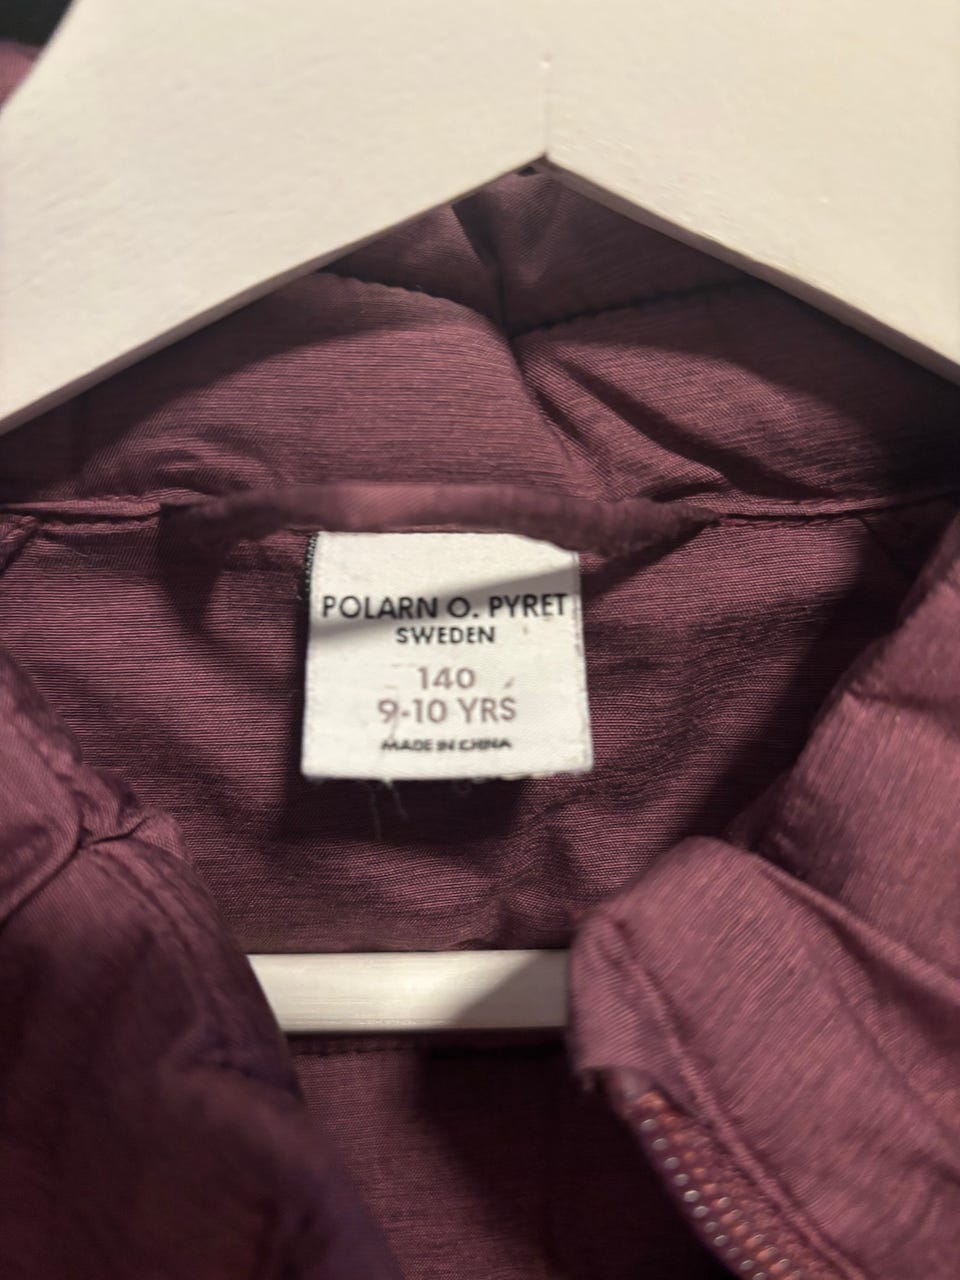 POLARN O. PYRET
SWEDEN
140
9-10 YRS
MADE IN CHINA